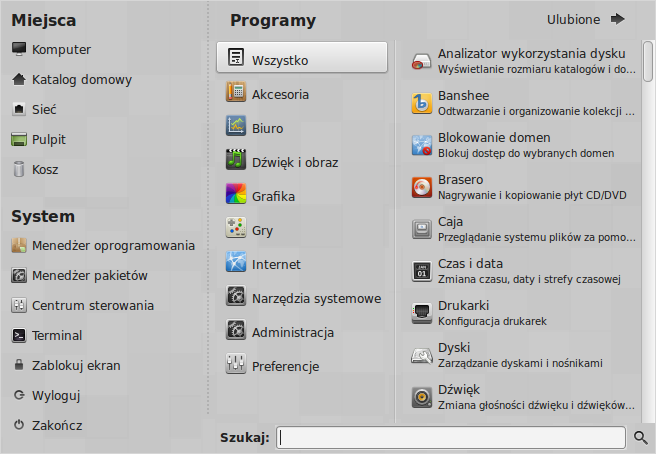 Miejsca
Komputer
Katalog domowy
Sieć
Pulpit
Kosz
System
Menedżer oprogramowania
Menedżer pakietów
Centrum sterowania
Terminal
Zablokuj ekran
Wyloguj
Zakończ
Programy
Ulubione
Wszystko
Akcesoria
Biuro
Dźwięk i obraz
Grafika
Gry
Internet
Narzędzia systemowe
Administracja
Preferencje
Analizator wykorzystania dysku
Wyświetlanie rozmiaru katalogów i do...
Banshee
Odtwarzanie i organizowanie kolekcji ...
Blokowanie domen
Blokuj dostęp do wybranych domen
Brasero
Nagrywanie i kopiowanie płyt CD/DVD
Caja
Przeglądanie systemu plików za pomo...
JAN
01
Czas i data
Zmiana czasu, daty i strefy czasowej
Drukarki
Konfiguracja drukarek
Dyski
Zarządzanie dyskami i nośnikami
Dźwięk
Zmiana głośności dźwięku i dźwięków...
Szukaj: